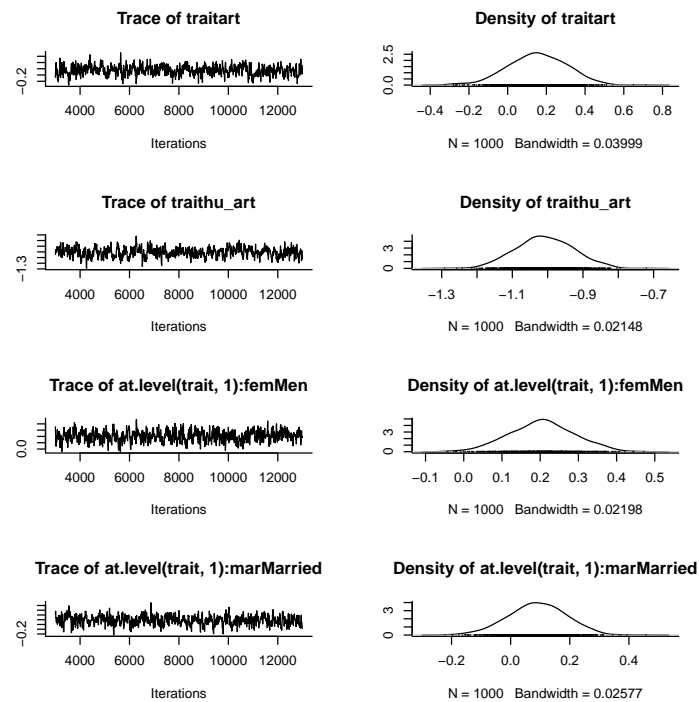 Trace of traitart
−0.2
4000 6000 8000 10000 12000
Iterations
Density of traitart
0.0 2.5
−0.4 −0.2 0.0 0.2 0.4 0.6 0.8
N = 1000 Bandwidth = 0.03999
Trace of traithu_art
−1.3
4000 6000 8000 10000 12000
Iterations
Density of traithu_art
0 3
−1.3 −1.1 −0.9 −0.7
N = 1000 Bandwidth = 0.02148
Trace of at.level(trait, 1):femMen
0.0
4000 6000 8000 10000 12000
Iterations
Density of at.level(trait, 1):femMen
0 3
−0.1 0.0 0.1 0.2 0.3 0.4 0.5
N = 1000 Bandwidth = 0.02198
Trace of at.level(trait, 1):marMarried
−0.2
4000 6000 8000 10000 12000
Iterations
Density of at.level(trait, 1):marMarried
0 3
−0.2 0.0 0.2 0.4
N = 1000 Bandwidth = 0.02577